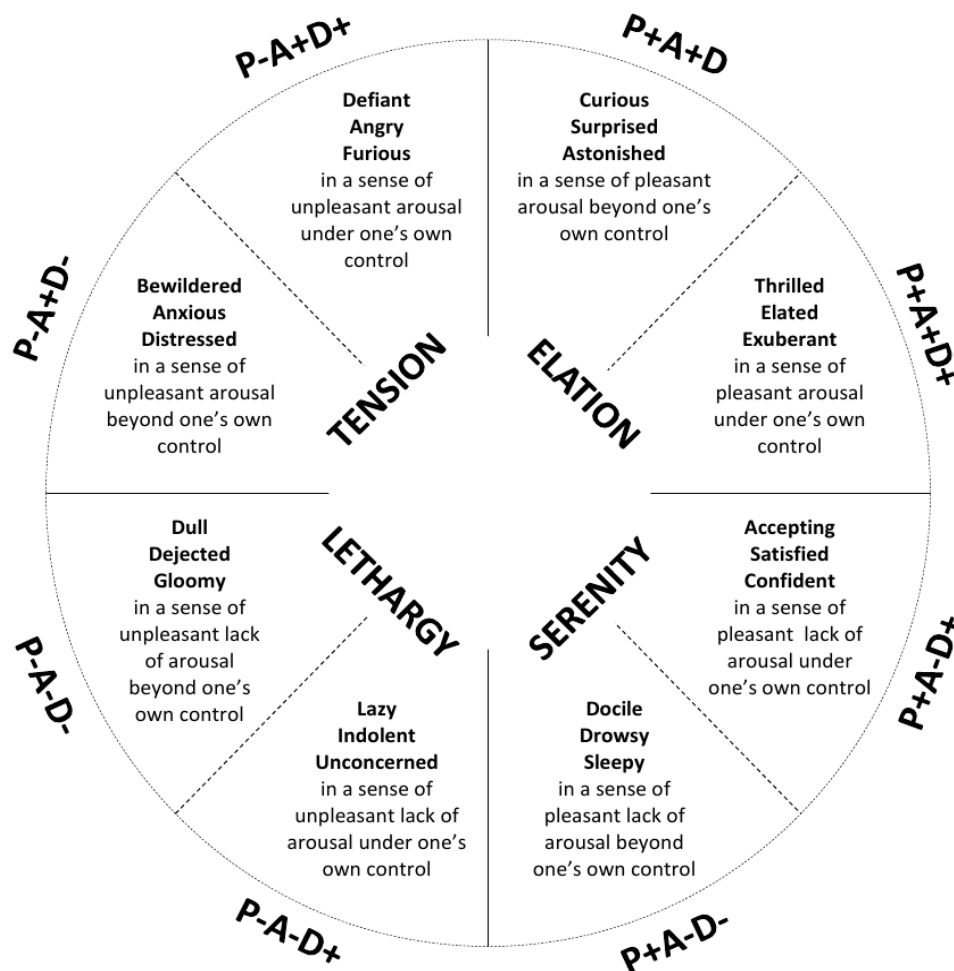 P-A+D+
P+A+D
Defiant
Angry
Furious
in a sense of
unpleasant arousal
under one's own
control
Curious
Surprised
Astonished
in a sense of pleasant
arousal beyond one's
own control
P-A+D-
Bewildered
Anxious
Distressed
in a sense of
unpleasant arousal
beyond one's own
control
Thrilled
Elated
Exuberant
in a sense of
pleasant arousal
under one's own
control
P+A+D+
TENSION
ELATION
LETHARGY
SERENITY
Dull
Dejected
Gloomy
in a sense of
unpleasant lack
of arousal
beyond one's
own control
P-A-D-
Accepting
Satisfied
Confident
in a sense of
pleasant lack of
arousal under
one's own control
P+A-D+
Lazy
Indolent
Unconcerned
in a sense of
unpleasant lack of
arousal under one's
own control
Docile
Drowsy
Sleepy
in a sense of
pleasant lack of
arousal beyond
one's own control
P-A-D+
P+A-D-